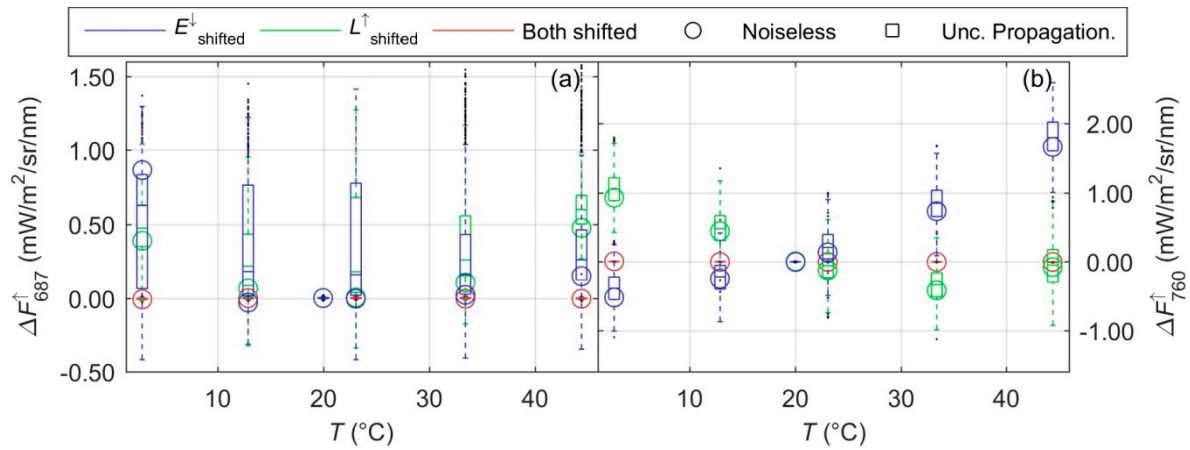 E↓shifted L↑shifted Both shifted Noiseless Unc. Propagation.
(a) (b)
1.50
1.00
0.50
0.00
-0.50
ΔF↑687 (mW/m²/sr/nm)
2.00
1.00
0.00
-1.00
ΔF↑760 (mW/m²/sr/nm)
10 20 30 40 10 20 30 40
T (°C) T (°C)